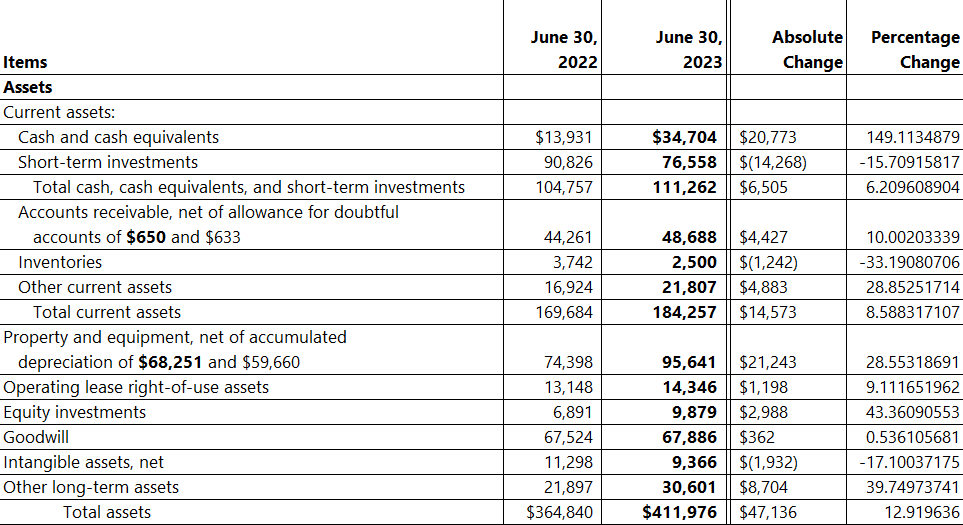 June 30, June 30, Absolute Percentage
Items 2022 2023 Change Change
Assets
Current assets:
Cash and cash equivalents $13,931 $34,704 $20,773 149.1134879
Short-term investments 90,826 76,558 $(14,268) -15.70915817
Total cash, cash equivalents, and short-term investments 104,757 111,262 $6,505 6.209608904
Accounts receivable, net of allowance for doubtful
accounts of $650 and $633 44,261 48,688 $4,427 10.00203339
Inventories 3,742 2,500 $(1,242) -33.19080706
Other current assets 16,924 21,807 $4,883 28.85251714
Total current assets 169,684 184,257 $14,573 8.588317107
Property and equipment, net of accumulated
depreciation of $68,251 and $59,660 74,398 95,641 $21,243 28.55318691
Operating lease right-of-use assets 13,148 14,346 $1,198 9.111651962
Equity investments 6,891 9,879 $2,988 43.36090553
Goodwill 67,524 67,886 $362 0.536105681
Intangible assets, net 11,298 9,366 $(1,932) -17.10037175
Other long-term assets 21,897 30,601 $8,704 39.74973741
Total assets $364,840 $411,976 $47,136 12.919636